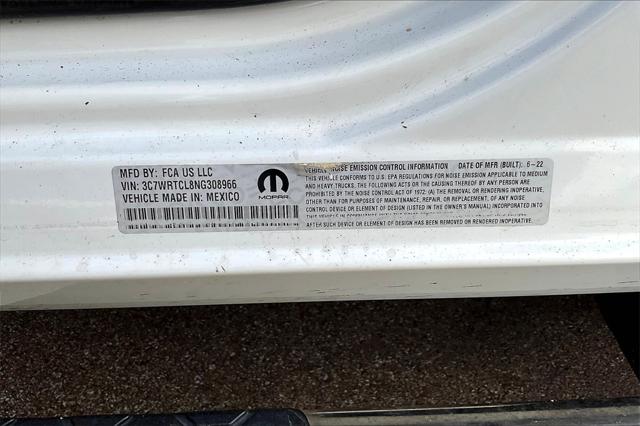 MFD BY: FCA US LLC
VIN: 3C7WRTCL8NG308966
VEHICLE MADE IN: MEXICO
MOPAR
VEHICLE NOISE EMISSION CONTROL INFORMATION DATE OF MFR (BUILT): 6-22
THIS VEHICLE CONFORMS TO U.S. EPA REGULATIONS FOR NOISE EMISSION APPLICABLE TO MEDIUM
AND HEAVY TRUCKS. THE FOLLOWING ACTS OR THE CAUSING THEREOF BY ANY PERSON ARE
PROHIBITED BY THE NOISE CONTROL ACT OF 1972: (A) THE REMOVAL OR RENDERING INOPERATIVE,
OTHER THAN FOR PURPOSES OF MAINTENANCE, REPAIR, OR REPLACEMENT, OF ANY NOISE
CONTROL DEVICE OR ELEMENT OF DESIGN (LISTED IN THE OWNER'S MANUAL) INCORPORATED INTO
AFTER SUCH DEVICE OR ELEMENT OF DESIGN HAS BEEN REMOVED OR RENDERED INOPERATIVE.